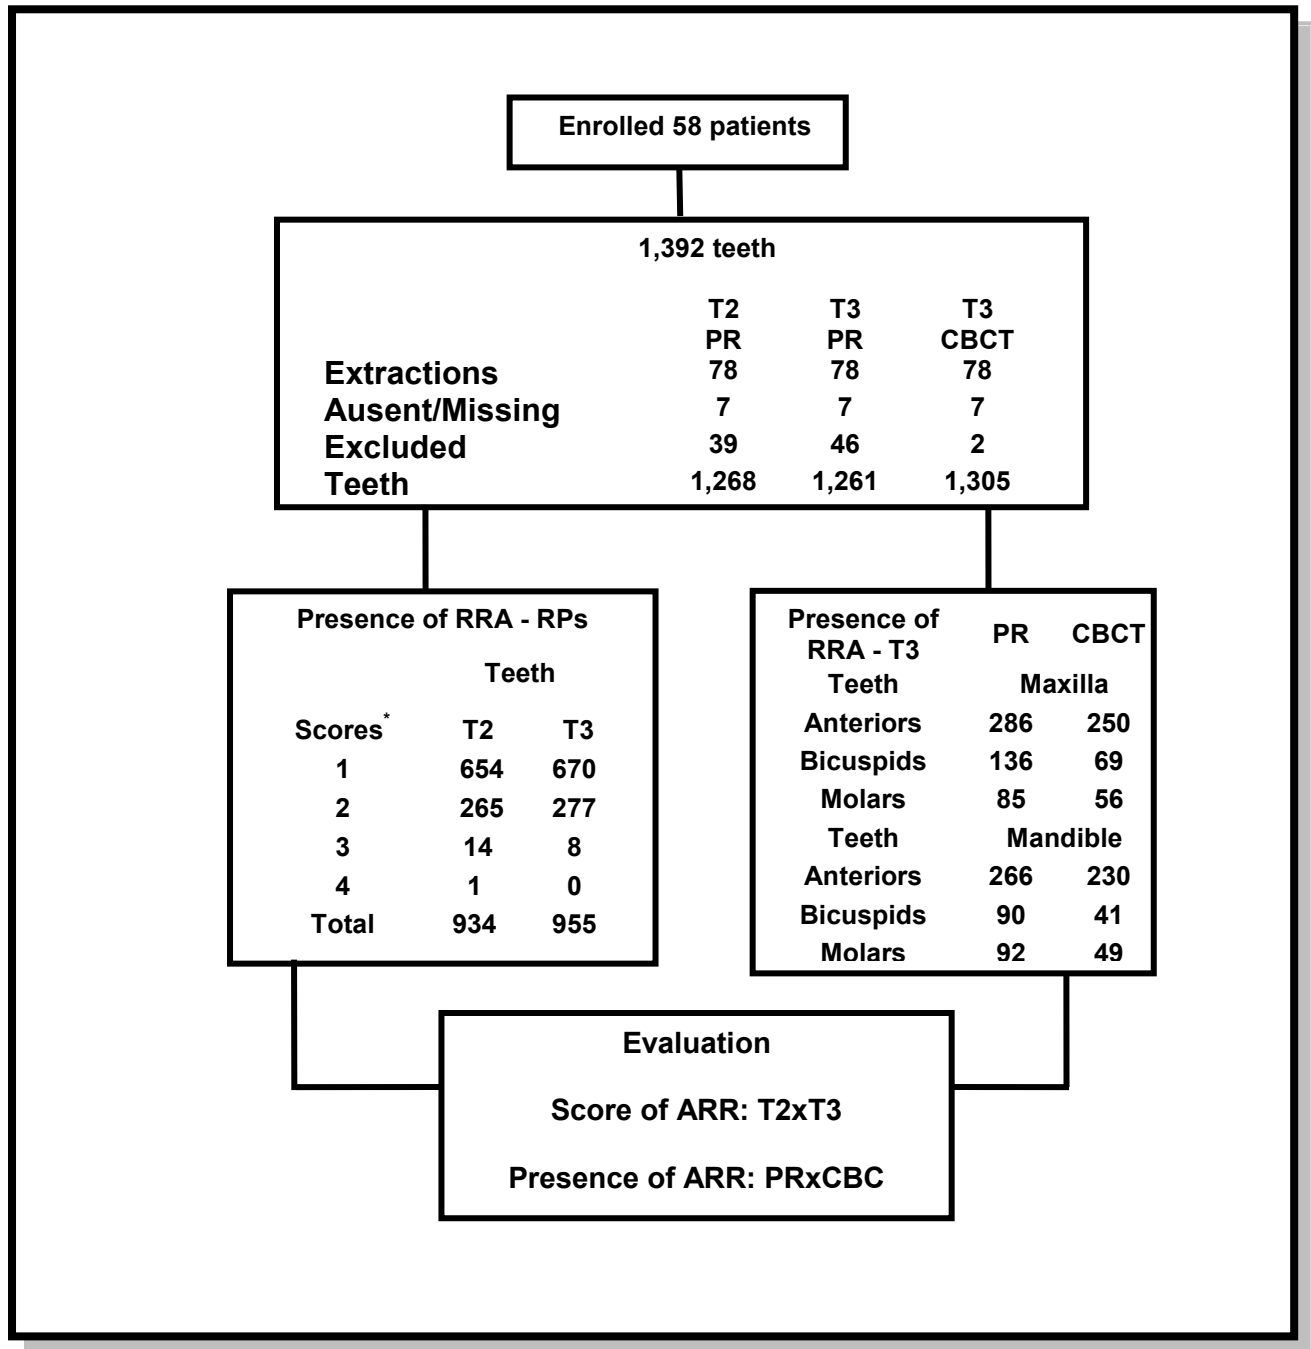 Enrolled 58 patients
1,392 teeth
T2 T3 T3
PR PR CBCT
Extractions 78 78 78
Ausent/Missing 7 7 7
Excluded 39 46 2
Teeth 1,268 1,261 1,305
Presence of RRA - RPs
Teeth
Scores* T2 T3
1 654 670
2 265 277
3 14 8
4 1 0
Total 934 955
Presence of PR CBCT
RRA - T3
Teeth Maxilla
Anteriors 286 250
Bicuspids 136 69
Molars 85 56
Teeth Mandible
Anteriors 266 230
Bicuspids 90 41
Molars 92 49
Evaluation
Score of ARR: T2xT3
Presence of ARR: PRxCBC